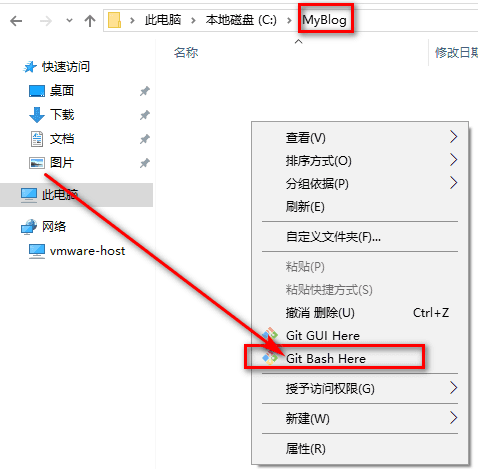 此电脑 › 本地磁盘 (C:) › MyBlog
名称 修改日期
快速访问
桌面
下载
文档
图片
此电脑
网络
vmware-host
查看(V)
排序方式(O)
分组依据(P)
刷新(E)
自定义文件夹(F)...
粘贴(P)
粘贴快捷方式(S)
撤消 删除(U) Ctrl+Z
Git GUI Here
Git Bash Here
授予访问权限(G)
新建(W)
属性(R)